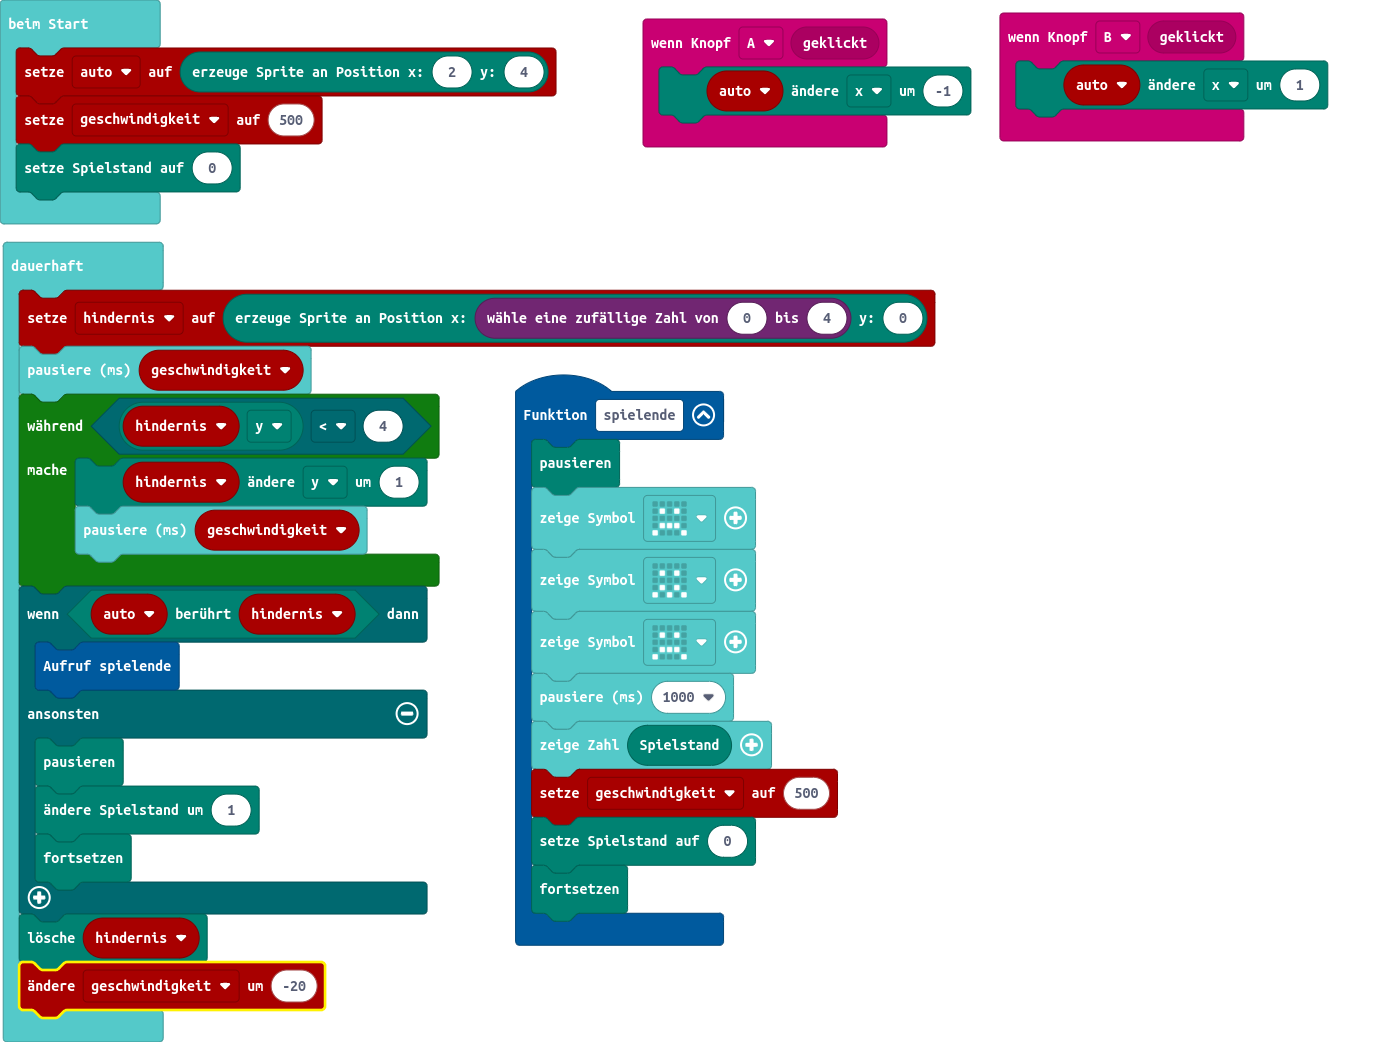 beim Start
setze auto auf erzeuge Sprite an Position x: 2 y: 4
setze geschwindigkeit auf 500
setze Spielstand auf 0
wenn Knopf A geklickt
auto ändere x um -1
wenn Knopf B geklickt
auto ändere x um 1
dauerhaft
setze hindernis auf erzeuge Sprite an Position x: wähle eine zufällige Zahl von 0 bis 4 y: 0
pausiere (ms) geschwindigkeit
während hindernis y < 4
mache hindernis ändere y um 1
pausiere (ms) geschwindigkeit
wenn auto berührt hindernis dann
Aufruf spielende
ansonsten
pausieren
ändere Spielstand um 1
fortsetzen
lösche hindernis
ändere geschwindigkeit um -20
Funktion spielende
pausieren
zeige Symbol
zeige Symbol
zeige Symbol
pausiere (ms) 1000
zeige Zahl Spielstand
setze geschwindigkeit auf 500
setze Spielstand auf 0
fortsetzen